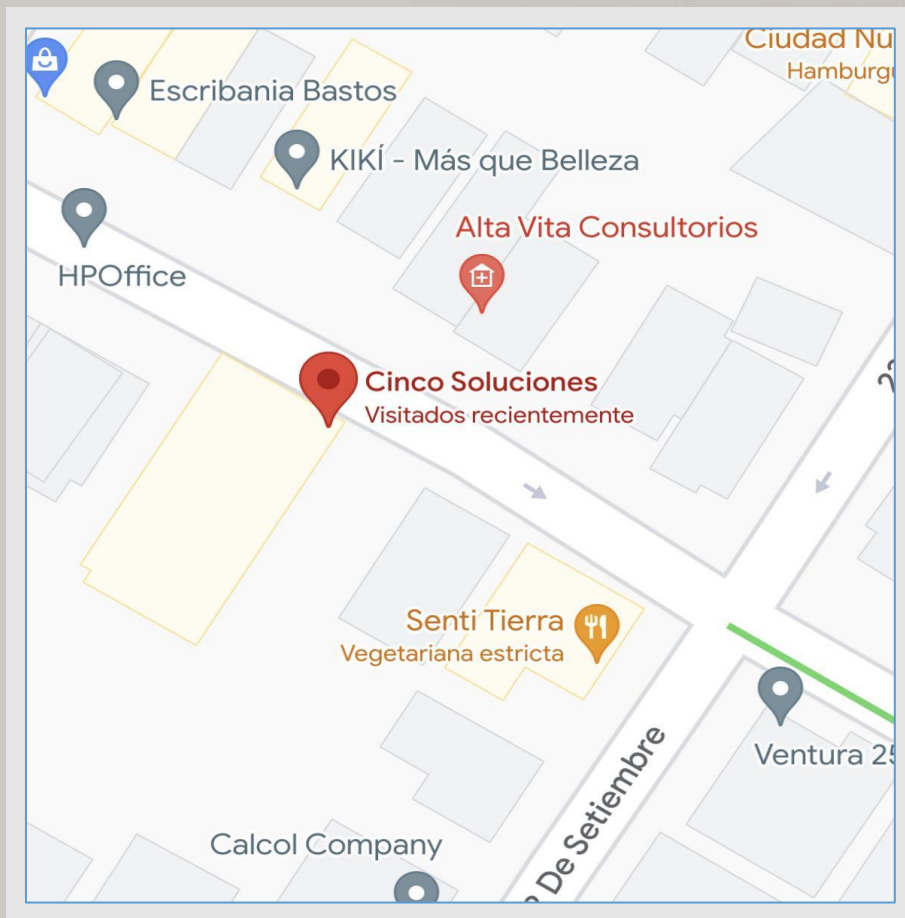 Ciudad Nu
Hamburgu
Escribania Bastos
KIKÍ - Más que Belleza
Alta Vita Consultorios
HPOffice
Cinco Soluciones
Visitados recientemente
Senti Tierra
Vegetariana estricta
Ventura 25
De Setiembre
Calcol Company